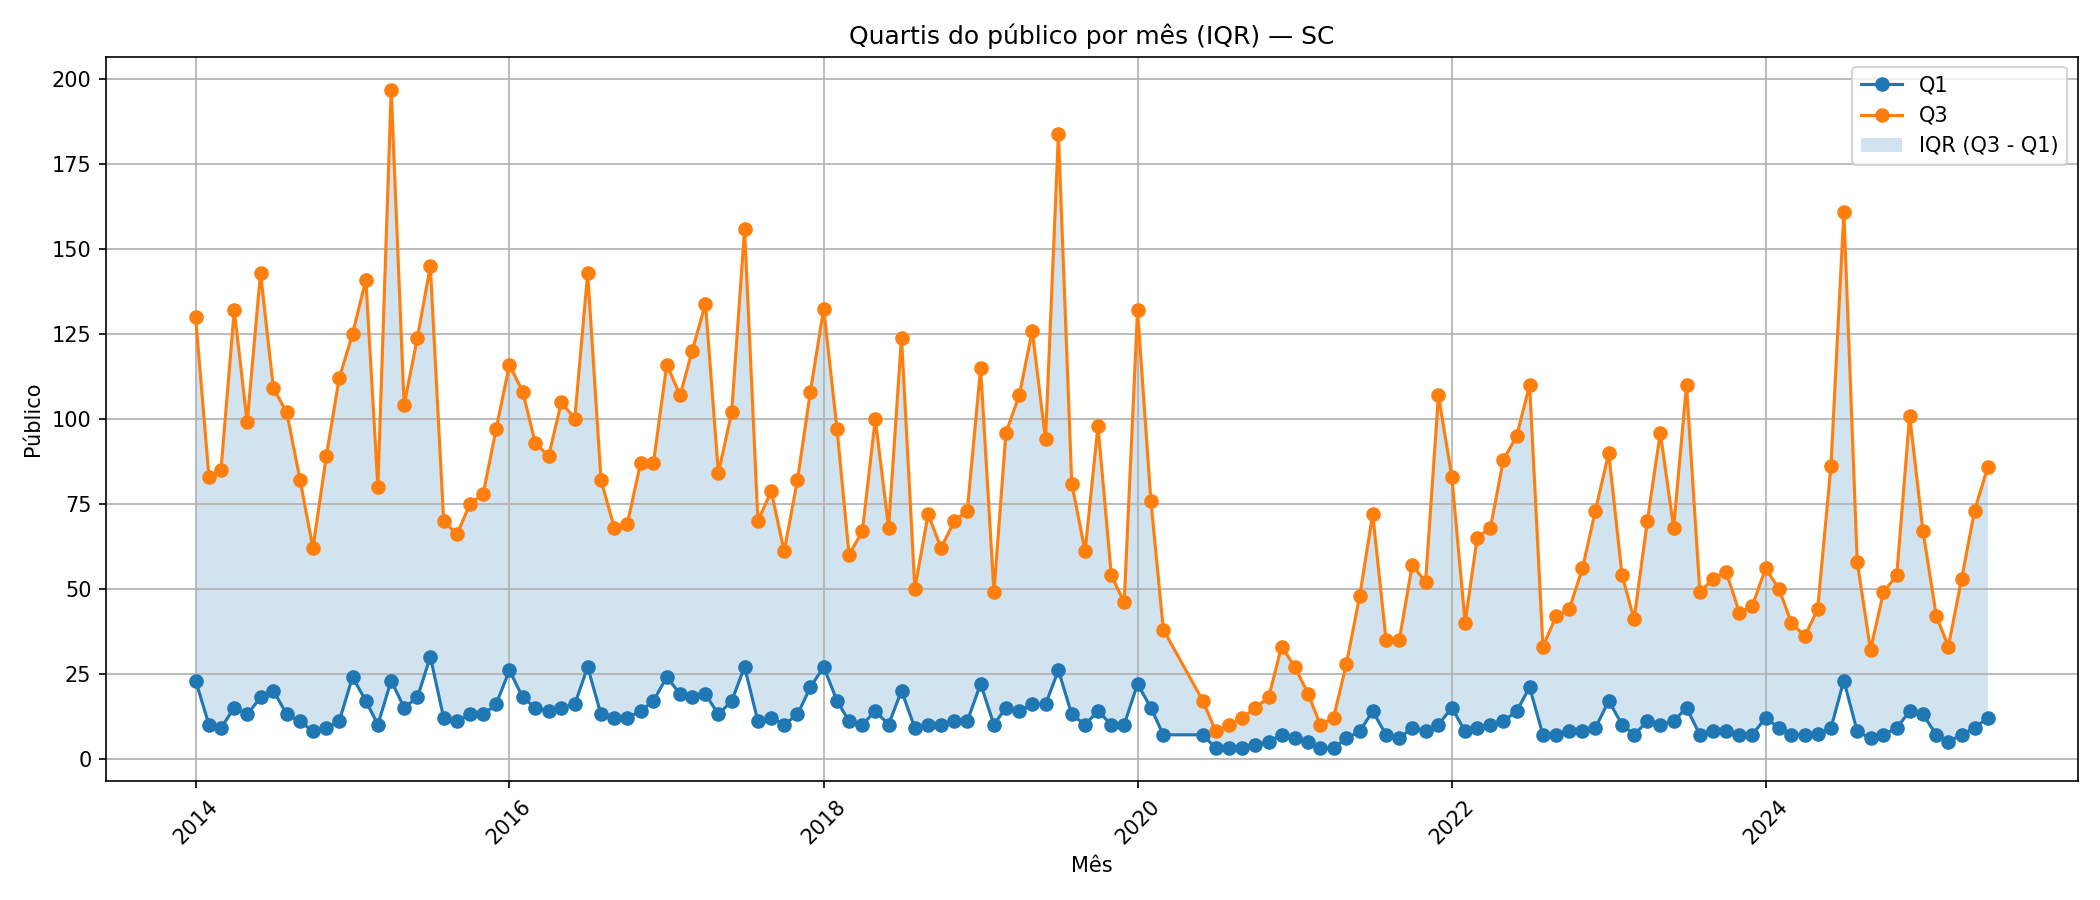 Quartis do público por mês (IQR) — SC
Q1
Q3
IQR (Q3 - Q1)
Público
200
175
150
125
100
75
50
25
0
2014
2016
2018
2020
2022
2024
Mês